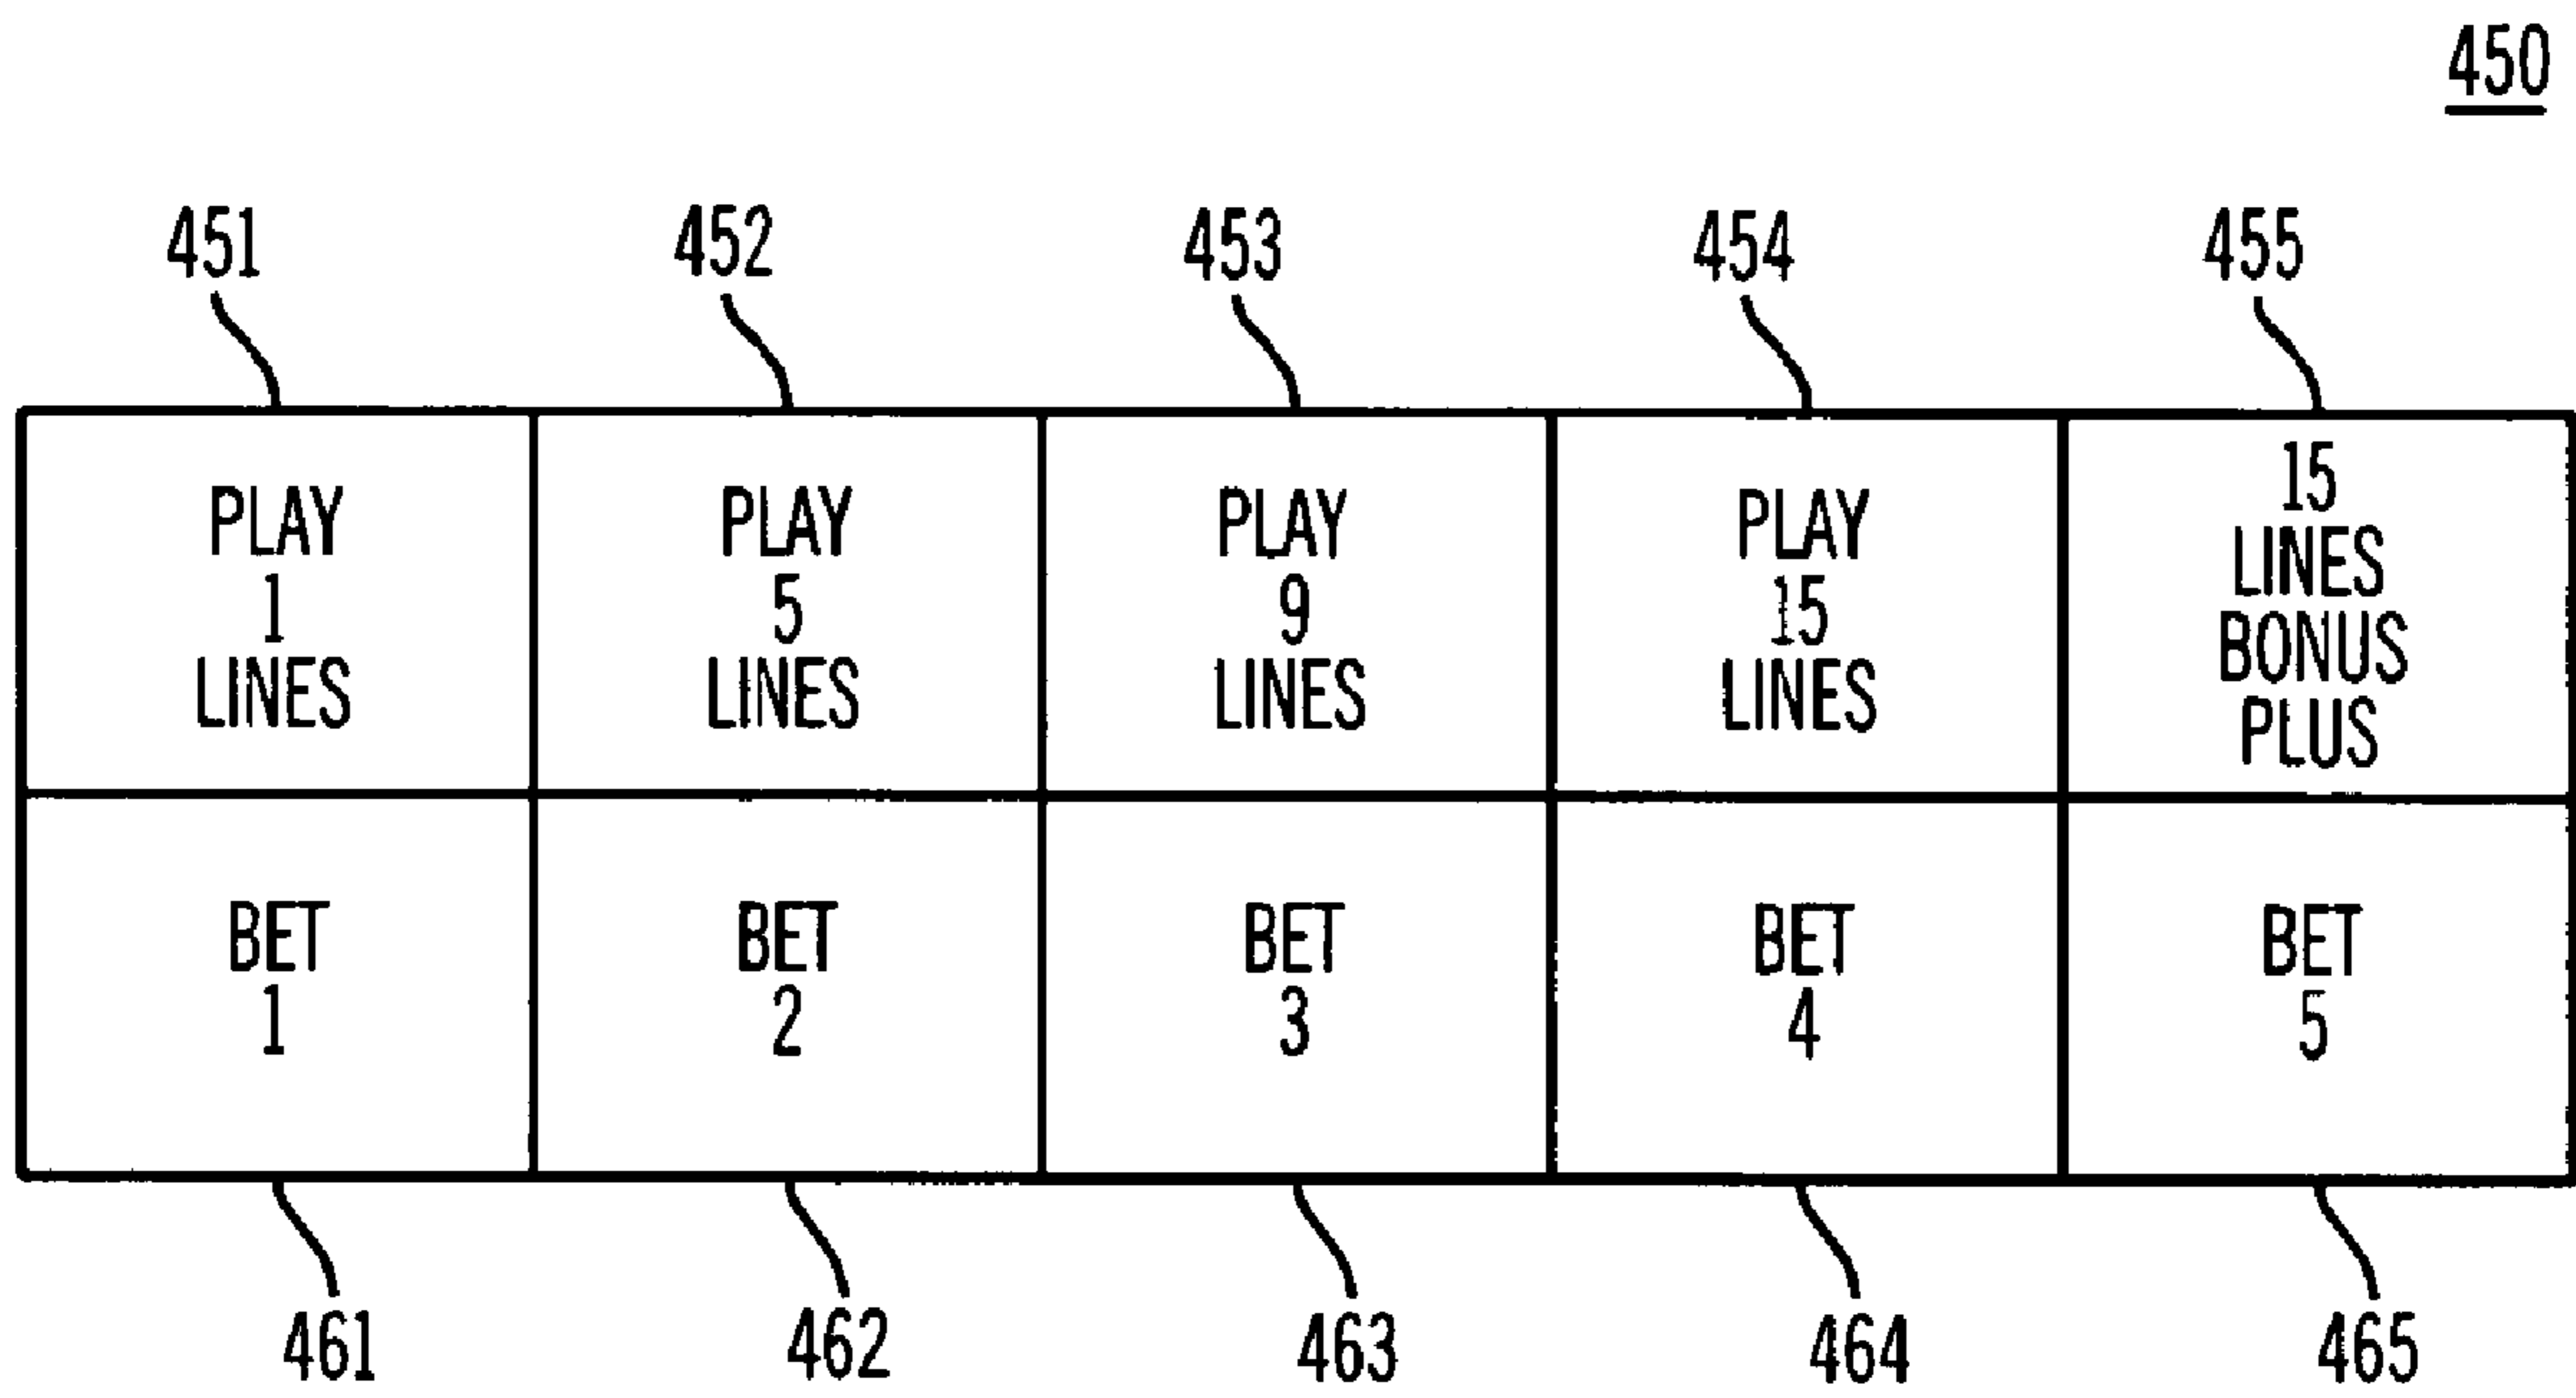 450
451 452 453 454 455
PLAY
1
LINES
PLAY
5
LINES
PLAY
9
LINES
PLAY
15
LINES
15
LINES
BONUS
PLUS
BET
1
BET
2
BET
3
BET
4
BET
5
461 462 463 464 465